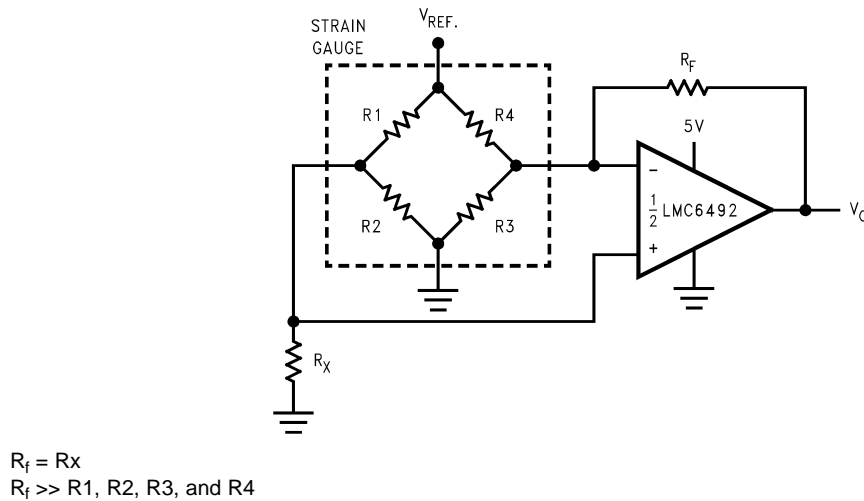 V_REF.
STRAIN
GAUGE
R_F
R1
R4
5V
−
½ LMC6492
V_O
R2
R3
+
R_X
R_f = Rx
R_f >> R1, R2, R3, and R4